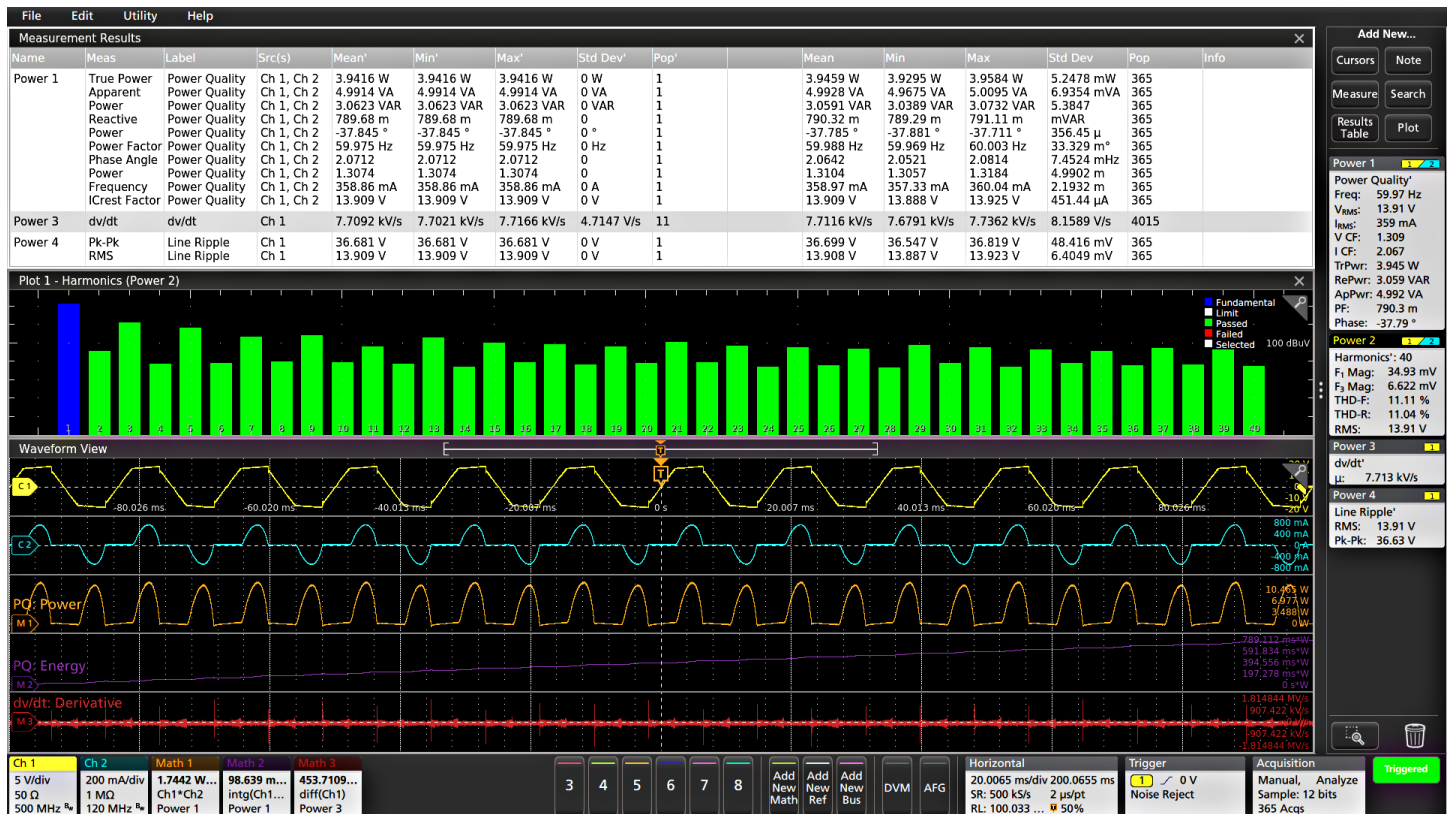 File Edit Utility Help
Measurement Results
Name Meas Label Src(s) Mean' Min' Max' Std Dev' Pop' Mean Min Max Std Dev Pop Info
Power 1 True Power Power Quality Ch 1, Ch 2 3.9416 W 3.9416 W 3.9416 W 0 W 1 3.9459 W 3.9295 W 3.9584 W 5.2478 mW 365
Apparent Power Quality Ch 1, Ch 2 4.9914 VA 4.9914 VA 4.9914 VA 0 VA 1 4.9928 VA 4.9675 VA 5.0095 VA 6.9354 mVA 365
Power Power Quality Ch 1, Ch 2 3.0623 VAR 3.0623 VAR 3.0623 VAR 0 VAR 1 3.0591 VAR 3.0389 VAR 3.0732 VAR 5.3847 365
Reactive Power Quality Ch 1, Ch 2 789.68 m 789.68 m 789.68 m 0 1 790.32 m 789.29 m 791.11 m mVAR 365
Power Power Quality Ch 1, Ch 2 -37.845 ° -37.845 ° -37.845 ° 0 ° 1 -37.785 ° -37.881 ° -37.711 ° 356.45 µ 365
Power Factor Power Quality Ch 1, Ch 2 59.975 Hz 59.975 Hz 59.975 Hz 0 Hz 1 59.988 Hz 59.969 Hz 60.003 Hz 33.329 m° 365
Phase Angle Power Quality Ch 1, Ch 2 2.0712 2.0712 2.0712 0 1 2.0642 2.0521 2.0814 7.4524 mHz 365
Power Power Quality Ch 1, Ch 2 1.3074 1.3074 1.3074 0 1 1.3104 1.3057 1.3184 4.9902 m 365
Frequency Power Quality Ch 1, Ch 2 358.86 mA 358.86 mA 358.86 mA 0 A 1 358.97 mA 357.33 mA 360.04 mA 2.1932 m 365
ICrest Factor Power Quality Ch 1, Ch 2 13.909 V 13.909 V 13.909 V 0 V 1 13.909 V 13.888 V 13.925 V 451.44 µA 365
Power 3 dv/dt dv/dt Ch 1 7.7092 kV/s 7.7021 kV/s 7.7166 kV/s 4.7147 V/s 11 7.7116 kV/s 7.6791 kV/s 7.7362 kV/s 8.1589 V/s 4015
Power 4 Pk-Pk Line Ripple Ch 1 36.681 V 36.681 V 36.681 V 0 V 1 36.699 V 36.547 V 36.819 V 48.416 mV 365
RMS Line Ripple Ch 1 13.909 V 13.909 V 13.909 V 0 V 1 13.908 V 13.887 V 13.923 V 6.4049 mV 365
Plot 1 - Harmonics (Power 2)
Fundamental
Limit
Passed
Failed
Selected
100 dBuV
1 2 3 4 5 6 7 8 9 10 11 12 13 14 15 16 17 18 19 20 21 22 23 24 25 26 27 28 29 30 31 32 33 34 35 36 37 38 39 40
Waveform View
T
T
C 1
-10
-20 V
-80.026 ms -60.020 ms -40.013 ms -20.007 ms 0 s 20.007 ms 40.013 ms 60.020 ms 80.026 ms
C 2
800 mA
400 mA
0 A
-400 mA
-800 mA
PQ: Power
M 1
10.465 W
6.977 W
3.488 W
0 W
PQ: Energy
M 2
789.112 ms*W
591.834 ms*W
394.556 ms*W
197.278 ms*W
0 s*W
dv/dt: Derivative
M 3
1.814844 MV/s
907.422 kV/s
-907.422 kV/s
-1.814844 MV/s
Add New...
Cursors Note
Measure Search
Results Table Plot
Power 1 1 2
Power Quality'
Freq: 59.97 Hz
VRMS: 13.91 V
IRMS: 359 mA
V CF: 1.309
I CF: 2.067
TrPwr: 3.945 W
RePwr: 3.059 VAR
ApPwr: 4.992 VA
PF: 790.3 m
Phase: -37.79 °
Power 2 1 2
Harmonics': 40
F1 Mag: 34.93 mV
F3 Mag: 6.622 mV
THD-F: 11.11 %
THD-R: 11.04 %
RMS: 13.91 V
Power 3 1
dv/dt'
µ: 7.713 kV/s
Power 4 1
Line Ripple'
RMS: 13.91 V
Pk-Pk: 36.63 V
Ch 1
5 V/div
50 Ω
500 MHz Bw
Ch 2
200 mA/div
1 MΩ
120 MHz Bw
Math 1
1.7442 W...
Ch1*Ch2
Power 1
Math 2
98.639 m...
intg(Ch1...
Power 1
Math 3
453.7109...
diff(Ch1)
Power 3
3 4 5 6 7 8
Add New Math
Add New Ref
Add New Bus
DVM AFG
Horizontal
20.0065 ms/div 200.0655 ms
SR: 500 kS/s 2 µs/pt
RL: 100.033 ... 50%
Trigger
1 0 V
Noise Reject
Acquisition
Manual, Analyze
Sample: 12 bits
365 Acqs
Triggered